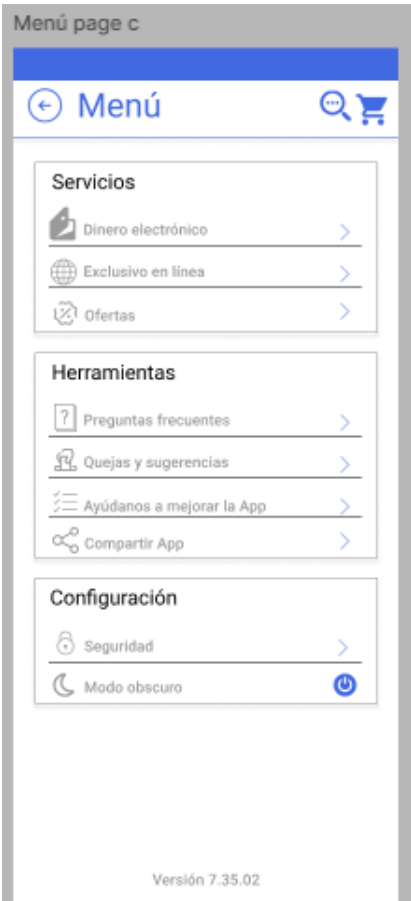 Menú page c
Menú
Servicios
Dinero electrónico
Exclusivo en línea
Ofertas
Herramientas
Preguntas frecuentes
Quejas y sugerencias
Ayúdanos a mejorar la App
Compartir App
Configuración
Seguridad
Modo obscuro
Versión 7.35.02